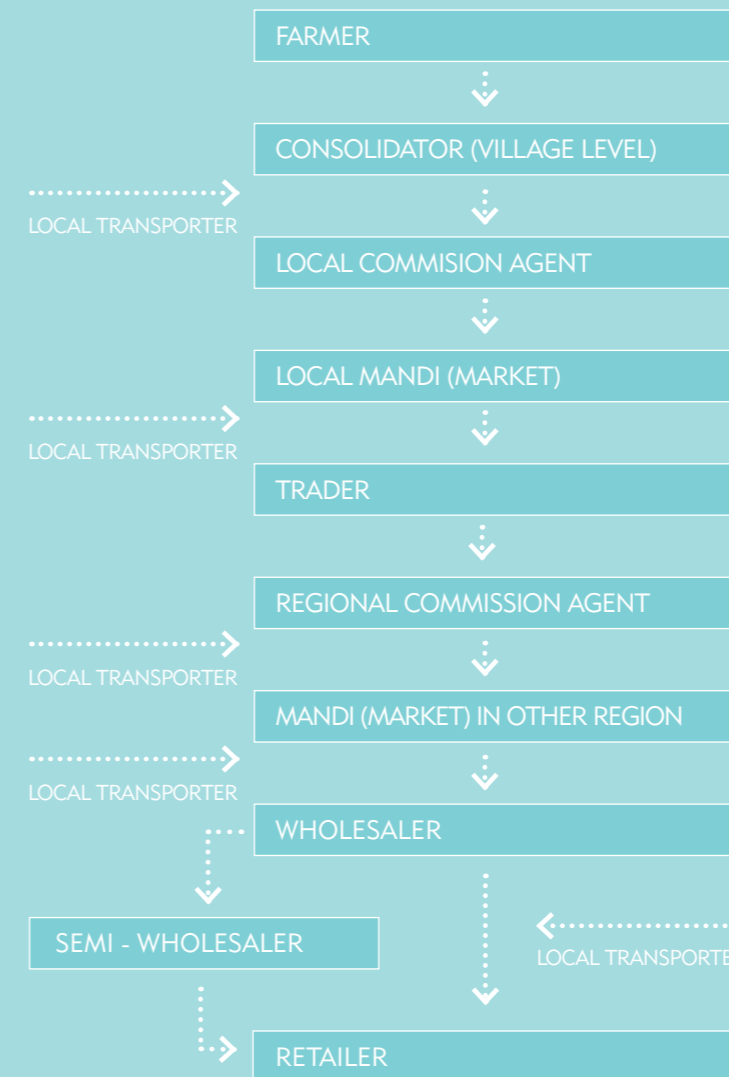 FARMER
CONSOLIDATOR (VILLAGE LEVEL)
LOCAL TRANSPORTER
LOCAL COMMISION AGENT
LOCAL MANDI (MARKET)
LOCAL TRANSPORTER
TRADER
REGIONAL COMMISSION AGENT
LOCAL TRANSPORTER
MANDI (MARKET) IN OTHER REGION
LOCAL TRANSPORTER
WHOLESALER
SEMI - WHOLESALER
LOCAL TRANSPORTE
RETAILER